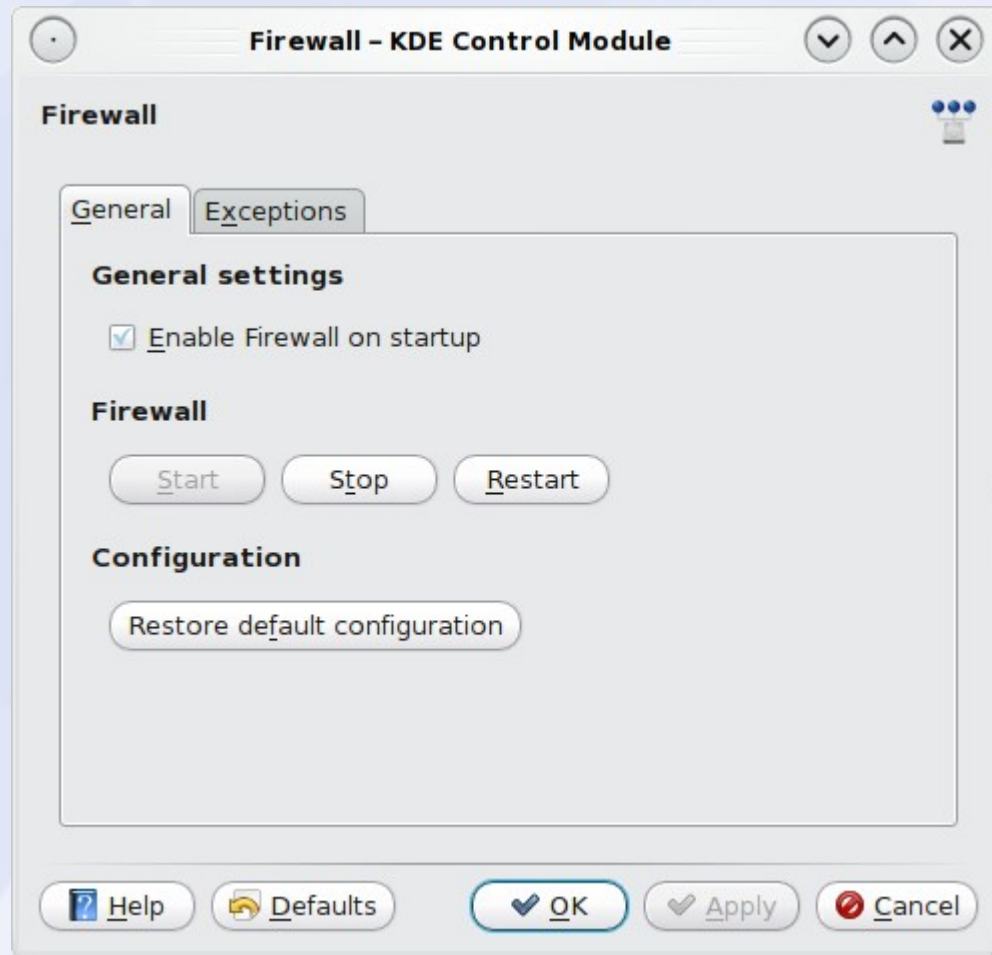 Firewall – KDE Control Module
Firewall
General Exceptions
General settings
Enable Firewall on startup
Firewall
Start Stop Restart
Configuration
Restore default configuration
Help Defaults OK Apply Cancel